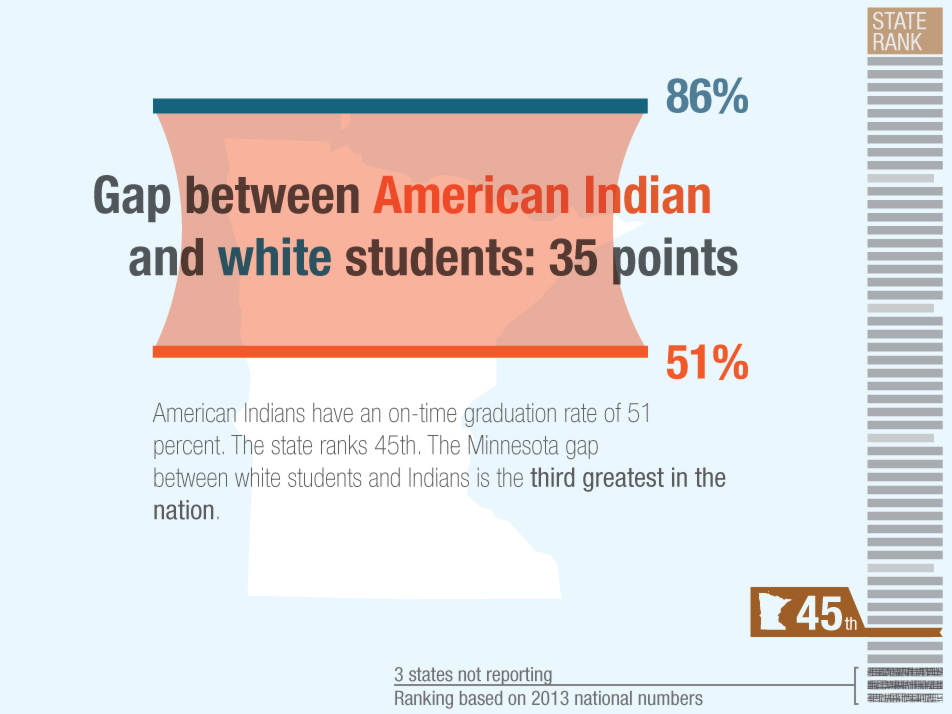 STATE
RANK
86%
Gap between American Indian
and white students: 35 points
51%
American Indians have an on-time graduation rate of 51
percent. The state ranks 45th. The Minnesota gap
between white students and Indians is the third greatest in the
nation.
45th
3 states not reporting
Ranking based on 2013 national numbers